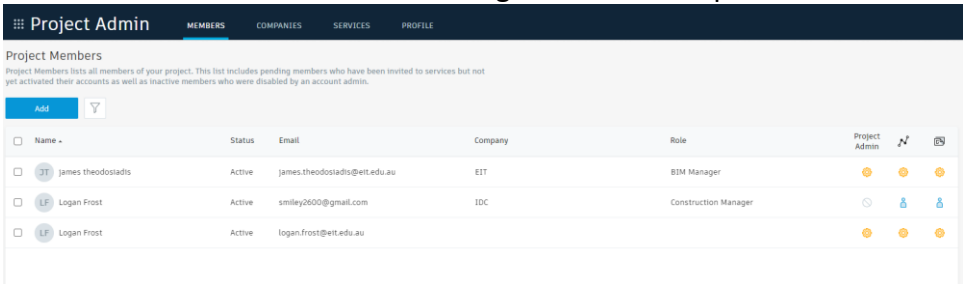 Project Admin MEMBERS COMPANIES SERVICES PROFILE
Project Members
Project Members lists all members of your project. This list includes pending members who have been invited to services but not
yet activated their accounts as well as inactive members who were disabled by an account admin.
Add
Name Status Email Company Role Project Admin
JT james theodosiadis Active james.theodosiadis@eit.edu.au EIT BIM Manager
LF Logan Frost Active smiley2600@gmail.com IDC Construction Manager
LF Logan Frost Active logan.frost@eit.edu.au